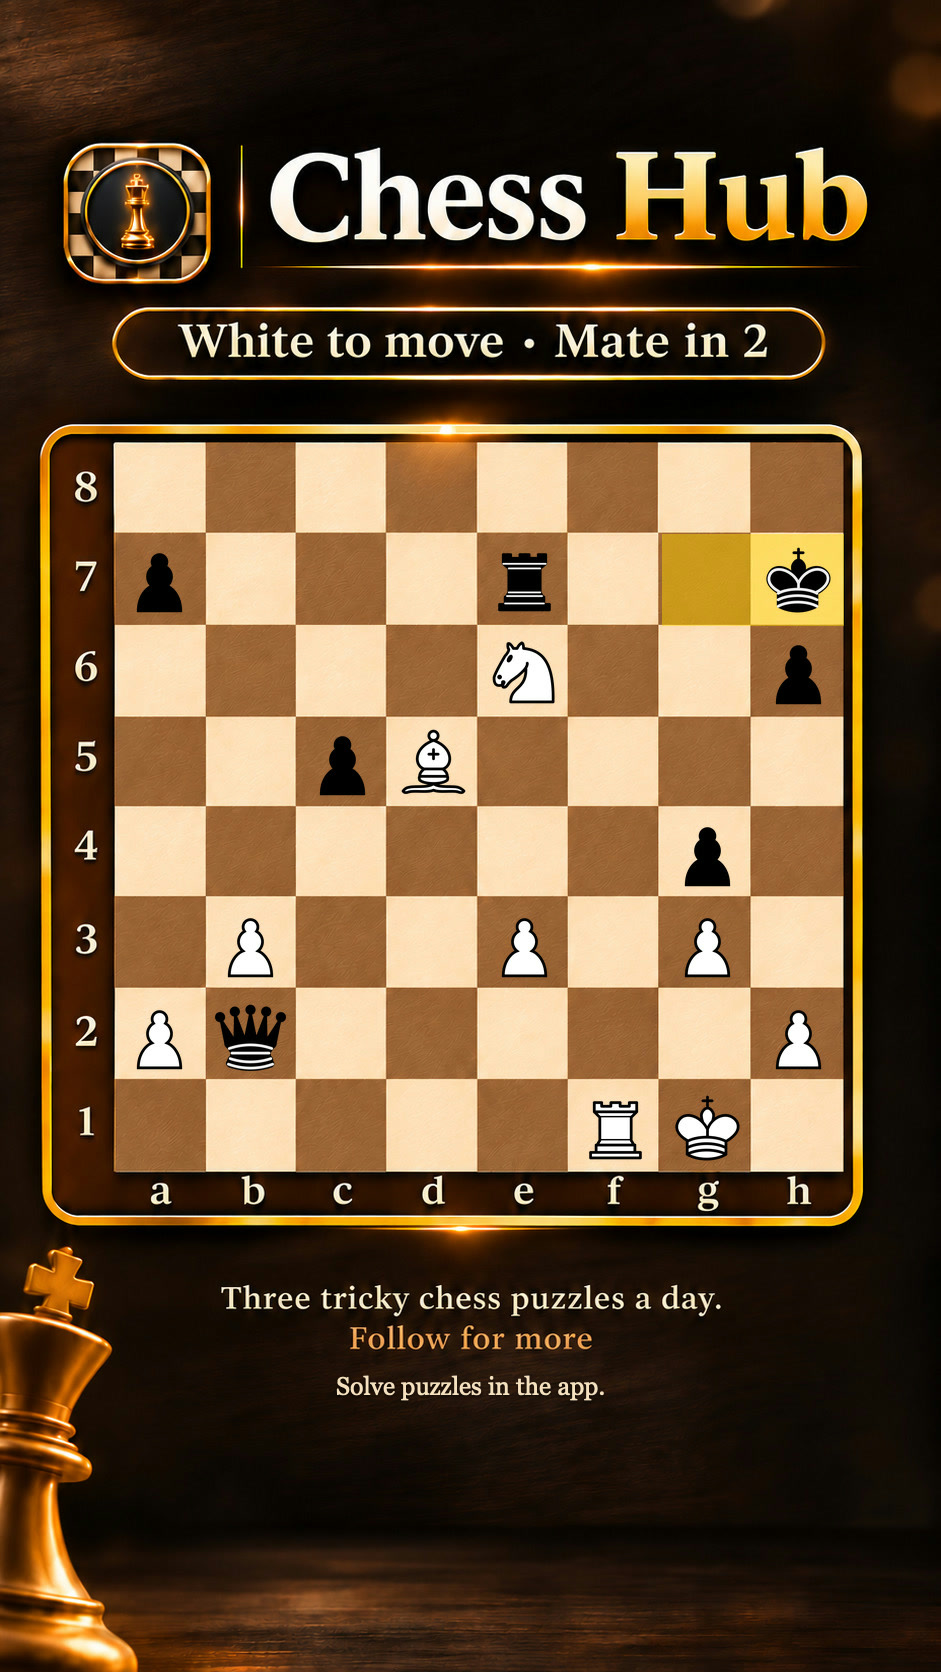 Chess Hub
White to move • Mate in 2
8
7
6
5
4
3
2
1
a b c d e f g h
Three tricky chess puzzles a day.
Follow for more
Solve puzzles in the app.